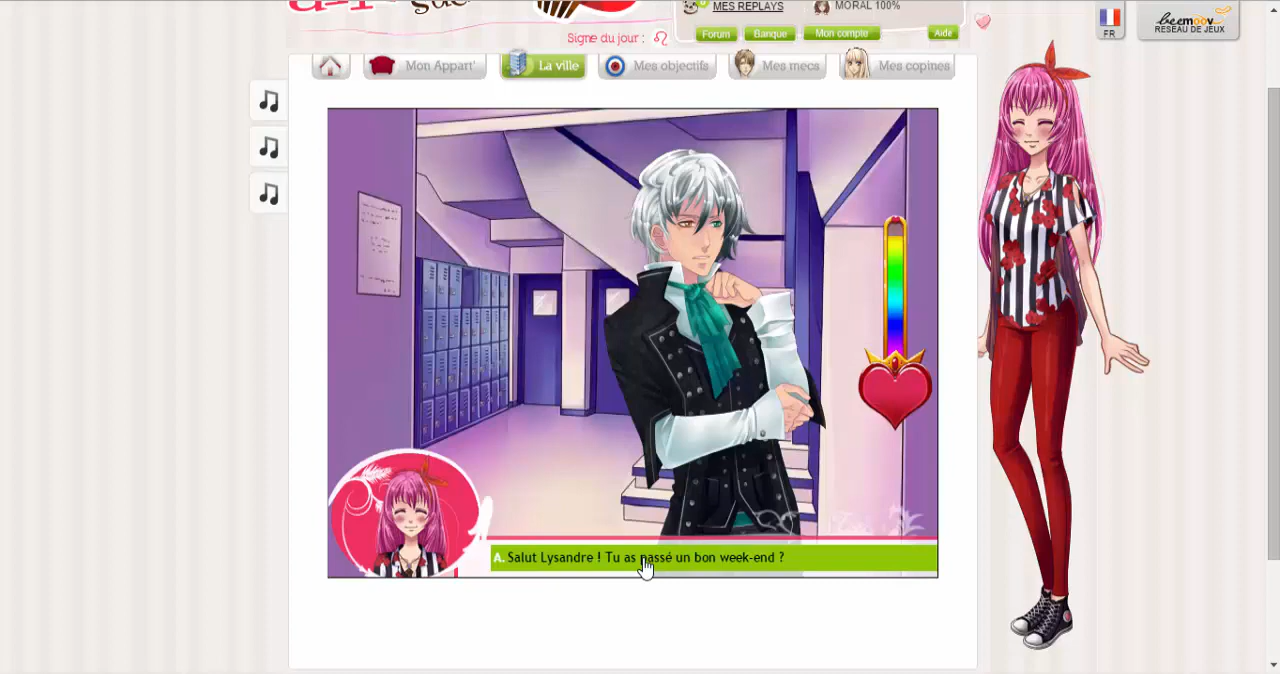 MES REPLAYS
MORAL 100%
Signe du jour :
Forum
Banque
Mon compte
Aide
FR
beemoov
RESEAU DE JEUX
Mon Appart'
La ville
Mes objectifs
Mes mecs
Mes copines
A. Salut Lysandre ! Tu as passé un bon week-end ?